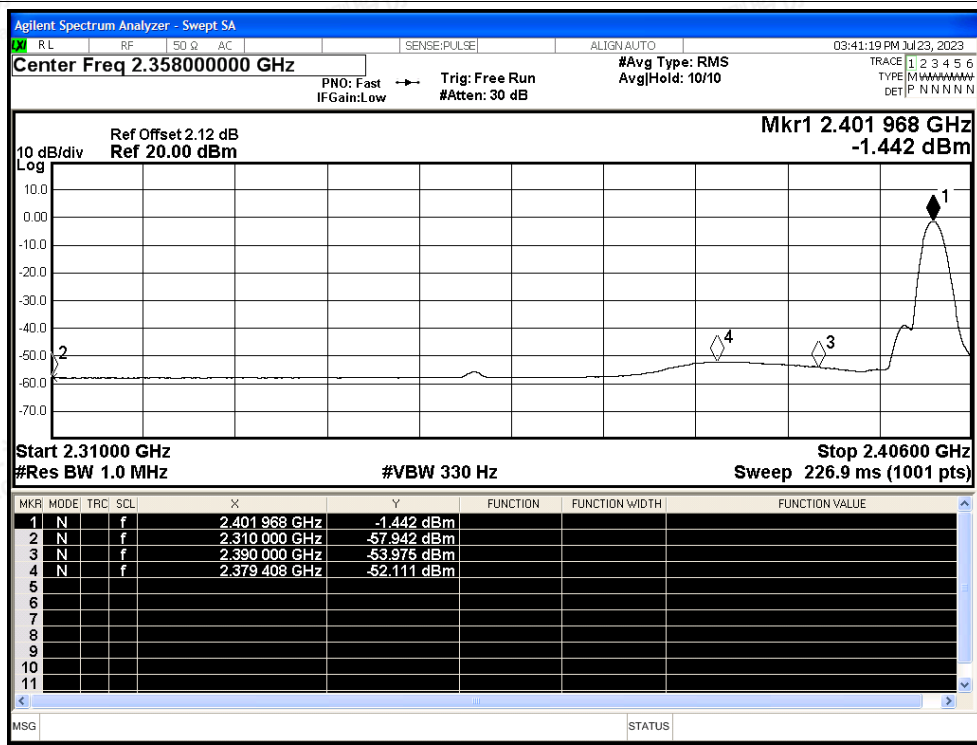 Agilent Spectrum Analyzer - Swept SA
LXI RL RF 50 Ω AC SENSE:PULSE ALIGN AUTO 03:41:19 PM Jul 23, 2023
Center Freq 2.358000000 GHz
PNO: Fast
IFGain:Low
Trig: Free Run
#Atten: 30 dB
#Avg Type: RMS
Avg|Hold: 10/10
TRACE 1 2 3 4 5 6
TYPE M W W W W W
DET P N N N N N
Mkr1 2.401 968 GHz
-1.442 dBm
Ref Offset 2.12 dB
10 dB/div Ref 20.00 dBm
Log
10.0
0.00
-10.0
-20.0
-30.0
-40.0
-50.0
-60.0
-70.0
1
2
4
3
Start 2.31000 GHz Stop 2.40600 GHz
#Res BW 1.0 MHz #VBW 330 Hz Sweep 226.9 ms (1001 pts)
MKR MODE TRC SCL X Y FUNCTION FUNCTION WIDTH FUNCTION VALUE
1 N f 2.401 968 GHz -1.442 dBm
2 N f 2.310 000 GHz -57.942 dBm
3 N f 2.390 000 GHz -53.975 dBm
4 N f 2.379 408 GHz -52.111 dBm
5
6
7
8
9
10
11
MSG STATUS